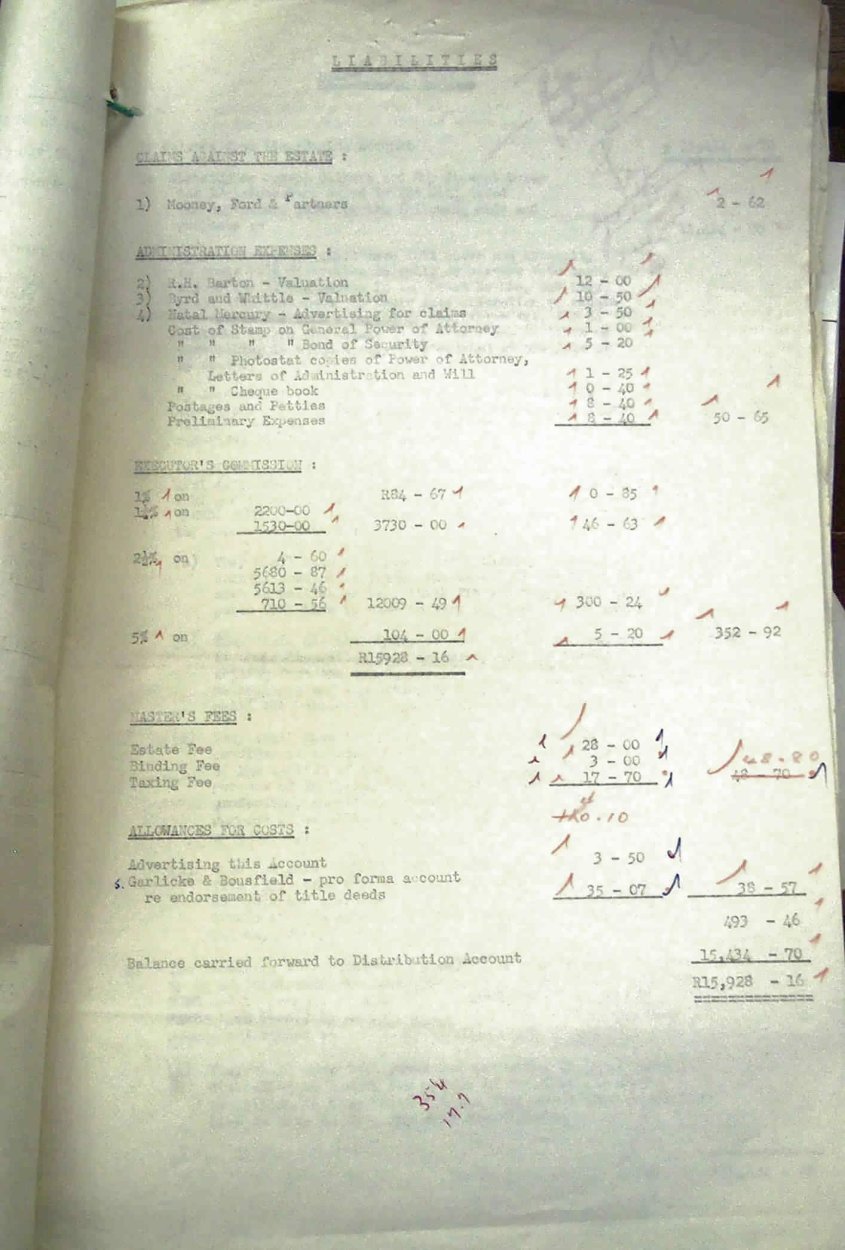 LIABILITIES
CLAIMS AGAINST THE ESTATE :
1) Mooney, Ford & Partners 2 - 62
ADMINISTRATION EXPENSES :
2) R.H. Barton - Valuation 12 - 00
3) Byrd and Whittle - Valuation 10 - 50
4) Natal Mercury - Advertising for claims 3 - 50
Cost of Stamp on General Power of Attorney 1 - 00
" " " " Bond of Security 5 - 20
" " Photostat copies of Power of Attorney,
Letters of Administration and Will 1 - 25
" " Cheque book 0 - 40
Postages and Petties 8 - 40
Preliminary Expenses 8 - 40 50 - 65
EXECUTOR'S COMMISSION :
1% on R84 - 67 0 - 85
1¼% on 2200-00
1530-00 3730 - 00 46 - 63
2½% on 4 - 60
5680 - 87
5613 - 46
710 - 56 12009 - 49 300 - 24
5% on 104 - 00 5 - 20 352 - 92
R15928 - 16
MASTER'S FEES :
Estate Fee 28 - 00
Binding Fee 3 - 00 48.80
Taxing Fee 17 - 70 48 - 70
0.10
ALLOWANCES FOR COSTS :
Advertising this Account 3 - 50
5. Garlicke & Bousfield - pro forma account
re endorsement of title deeds 35 - 07 38 - 57
493 - 46
Balance carried forward to Distribution Account 15,434 - 70
R15,928 - 16
354
17.7